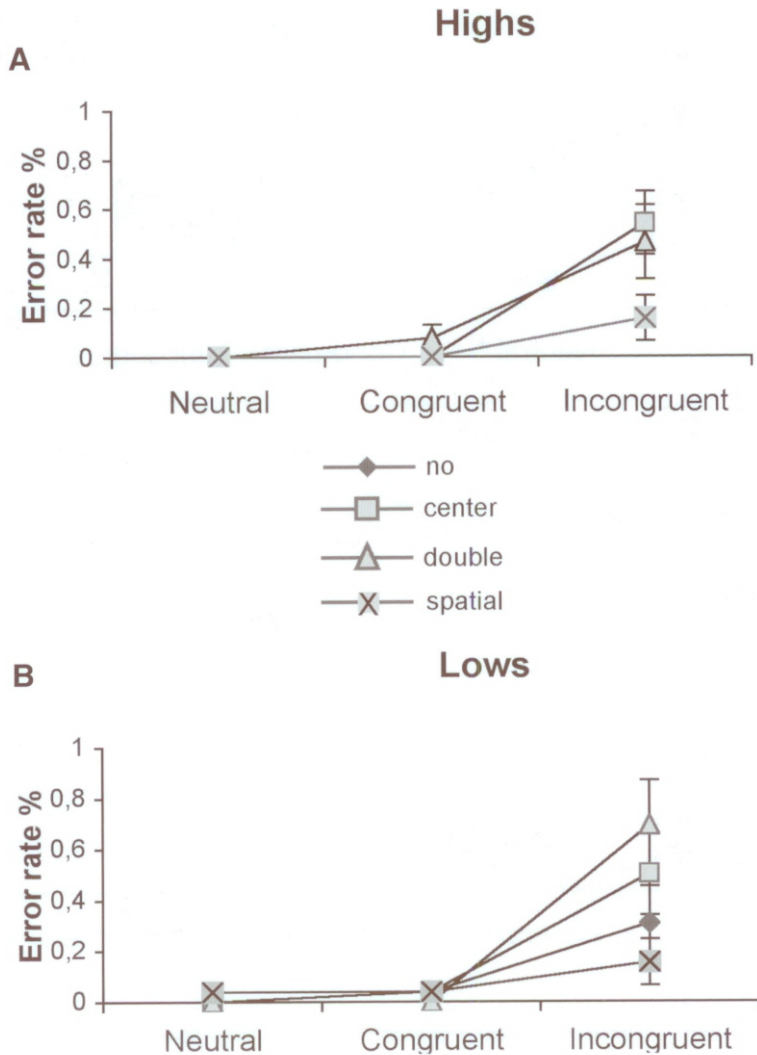 Highs
A
Error rate %
1
0,8
0,6
0,4
0,2
0
Neutral Congruent Incongruent
no
center
double
spatial
Lows
B
Error rate %
1
0,8
0,6
0,4
0,2
0
Neutral Congruent Incongruent